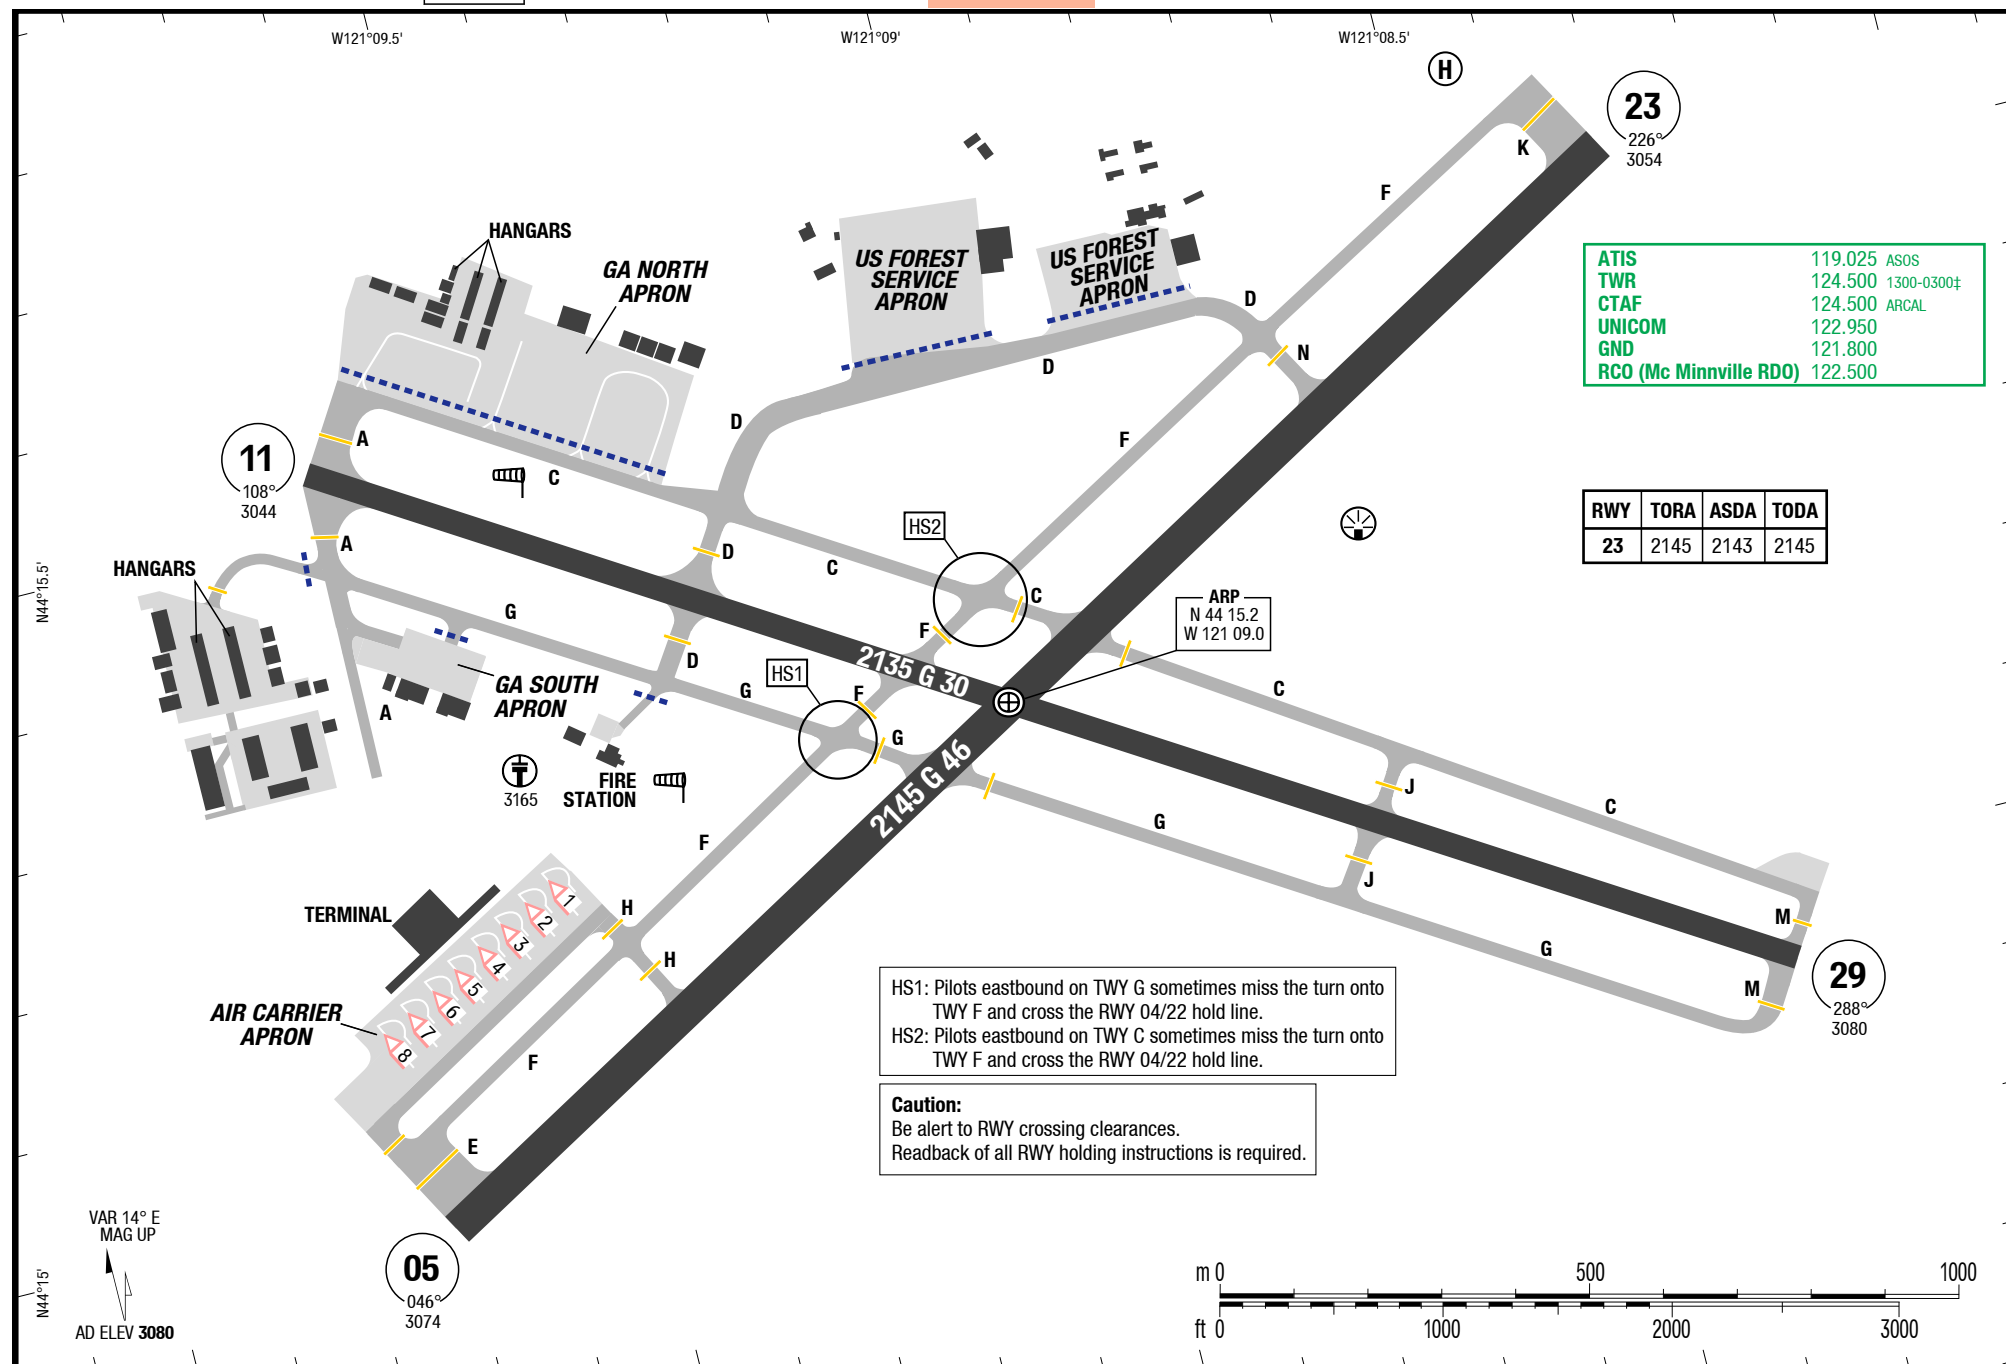 W121°09.5'
W121°09'
W121°08.5'
H
23
226°
3054
K
F
HANGARS
GA NORTH
APRON
US FOREST
SERVICE
APRON
US FOREST
SERVICE
APRON
D
N
D
F
ATIS 119.025 ASOS
TWR 124.500 1300-0300‡
CTAF 124.500 ARCAL
UNICOM 122.950
GND 121.800
RCO (Mc Minnville RDO) 122.500
D
A
11
108°
3044
C
RWY TORA ASDA TODA
23 2145 2143 2145
HS2
A
D
C
C
N44°15.5'
HANGARS
ARP
N 44 15.2
W 121 09.0
G
F
D
2135 G 30
HS1
GA SOUTH
APRON
G
F
C
A
G
2145 G 46
T
3165
FIRE
STATION
J
C
G
F
J
TERMINAL
H
M
G
H
1
2
3
4
5
6
7
8
29
288°
3080
M
AIR CARRIER
APRON
HS1: Pilots eastbound on TWY G sometimes miss the turn onto
TWY F and cross the RWY 04/22 hold line.
HS2: Pilots eastbound on TWY C sometimes miss the turn onto
TWY F and cross the RWY 04/22 hold line.
F
Caution:
Be alert to RWY crossing clearances.
Readback of all RWY holding instructions is required.
E
VAR 14° E
MAG UP
N44°15'
AD ELEV 3080
05
046°
3074
m 0 500 1000
ft 0 1000 2000 3000